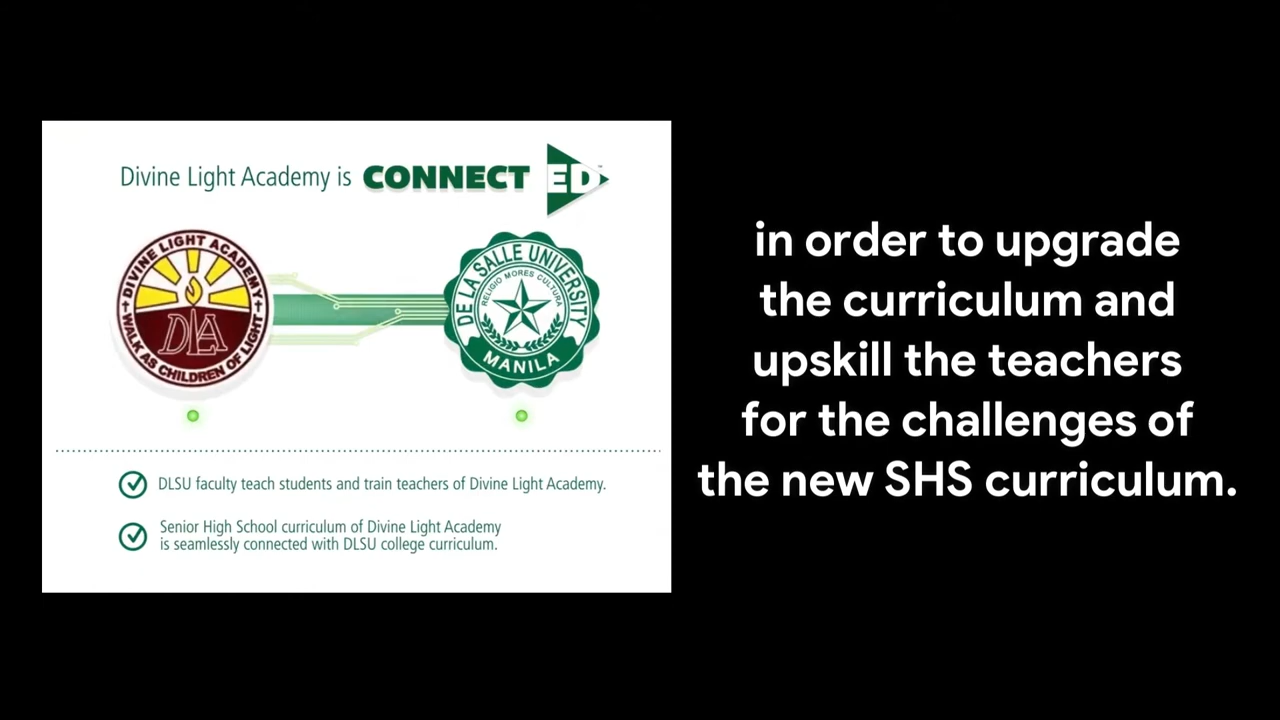 Divine Light Academy is CONNECT ED™
DIVINE LIGHT ACADEMY
DLA
WALK AS CHILDREN OF LIGHT
DE LA SALLE UNIVERSITY
RELIGIO MORES CULTURA
MANILA
DLSU faculty teach students and train teachers of Divine Light Academy.
Senior High School curriculum of Divine Light Academy
is seamlessly connected with DLSU college curriculum.
in order to upgrade
the curriculum and
upskill the teachers
for the challenges of
the new SHS curriculum.